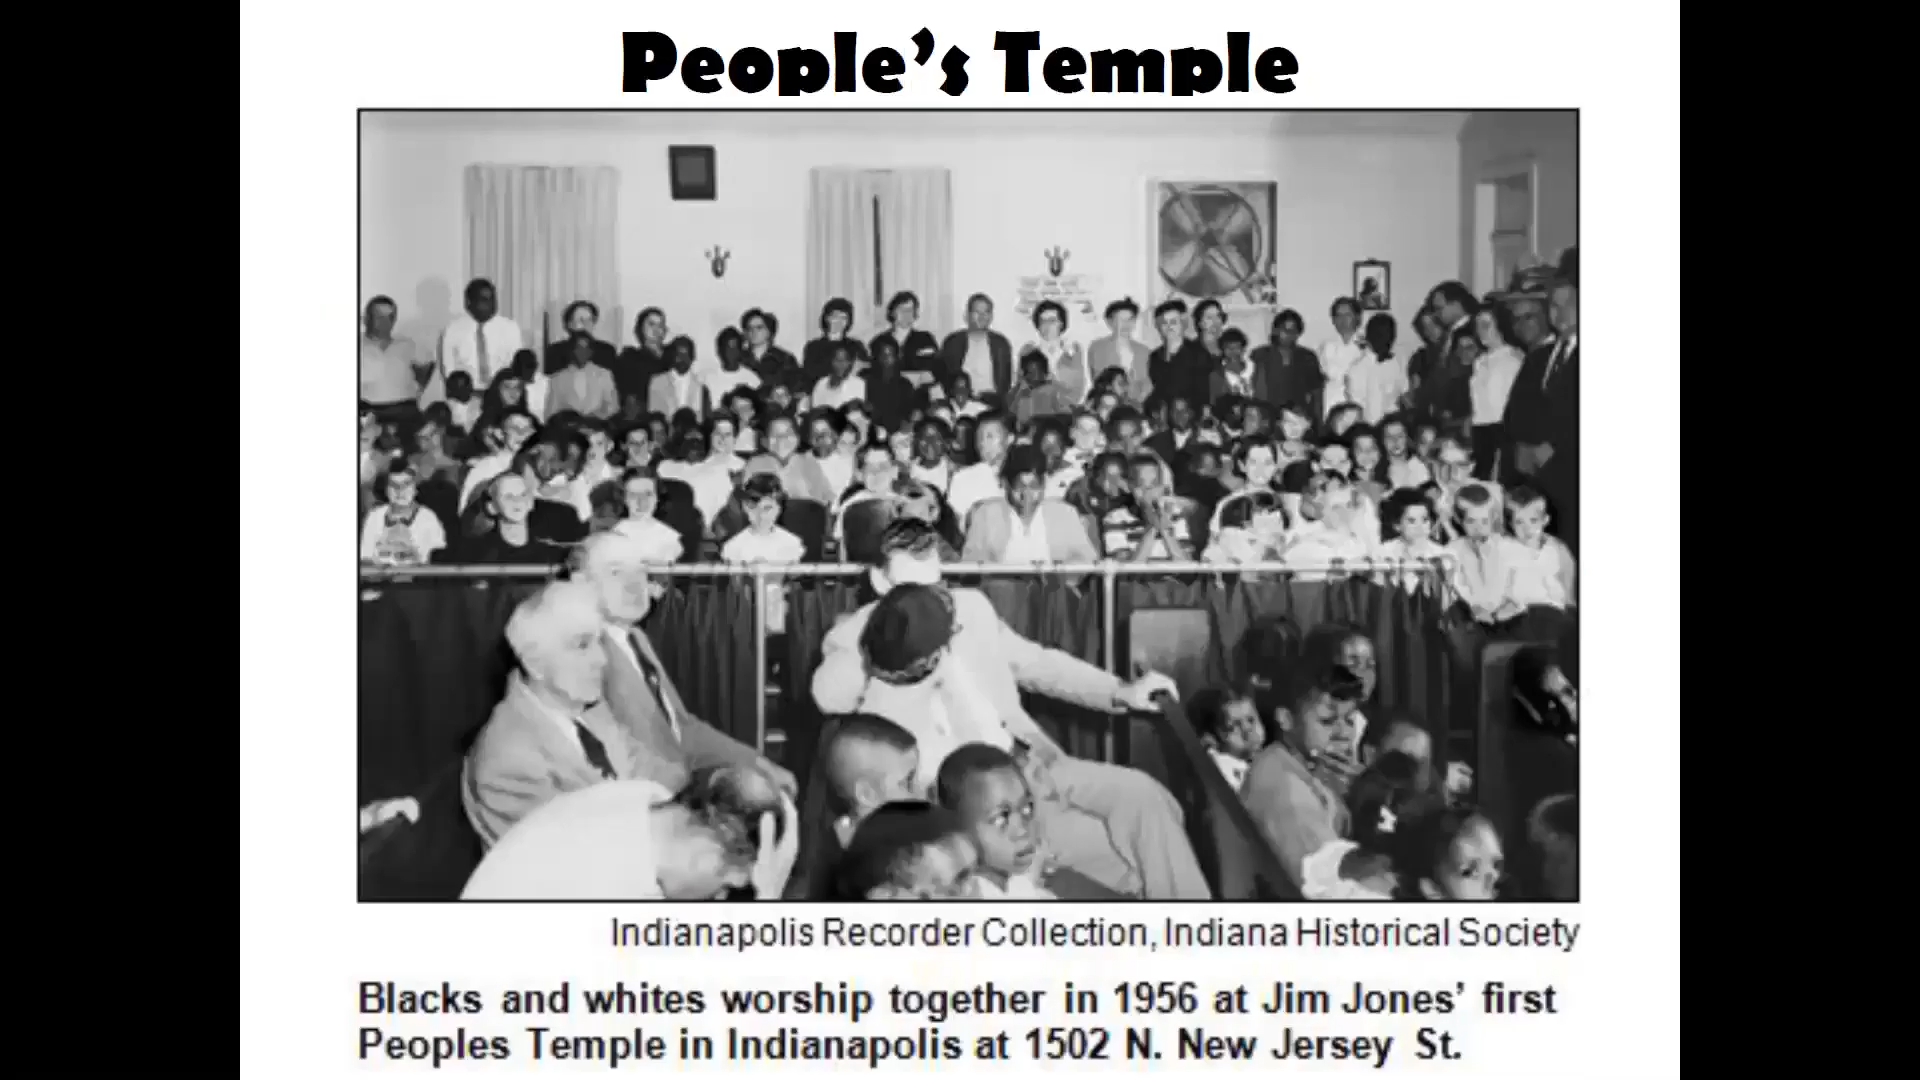 People's Temple
Indianapolis Recorder Collection, Indiana Historical Society
Blacks and whites worship together in 1956 at Jim Jones' first
Peoples Temple in Indianapolis at 1502 N. New Jersey St.